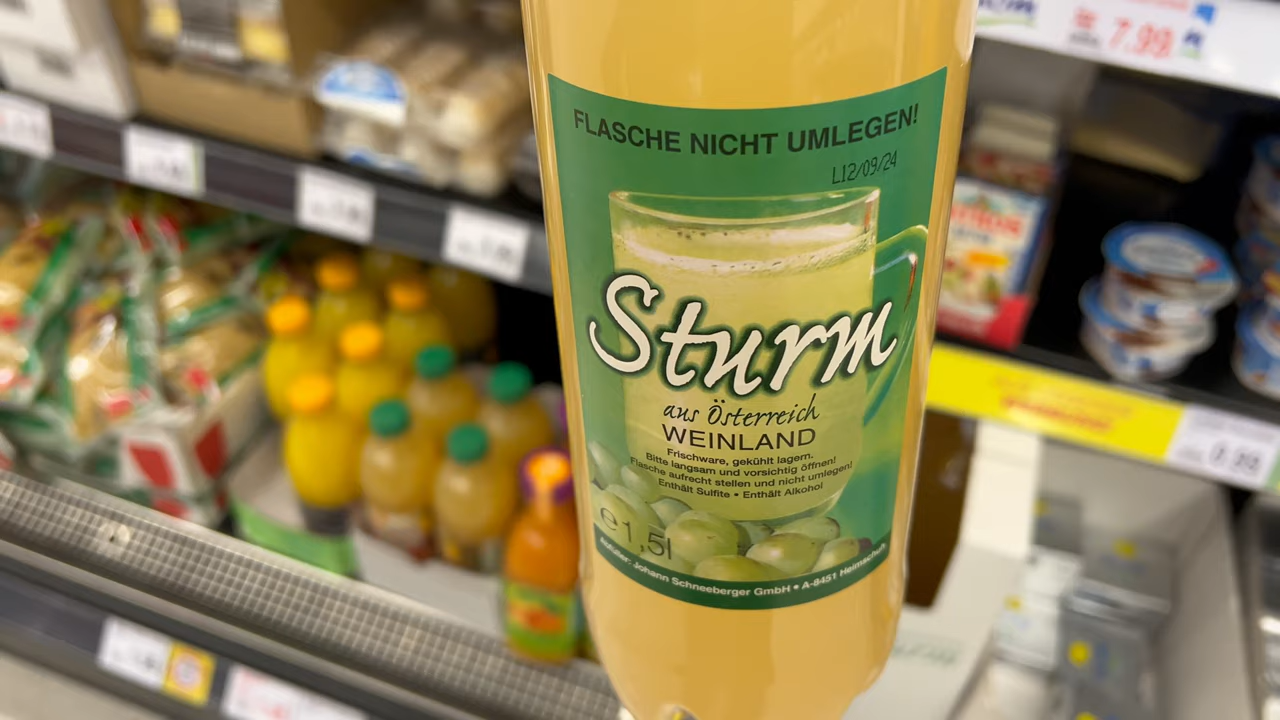 FLASCHE NICHT UMLEGEN!
L12/09/24
Sturm
aus Österreich
WEINLAND
Frischware, gekühlt lagern.
Bitte langsam und vorsichtig öffnen!
Flasche aufrecht stellen und nicht umlegen!
Enthält Sulfite • Enthält Alkohol
e1,5l
Abfüller: Johann Schneeberger GmbH • A-8451 Heimschuh
7.99